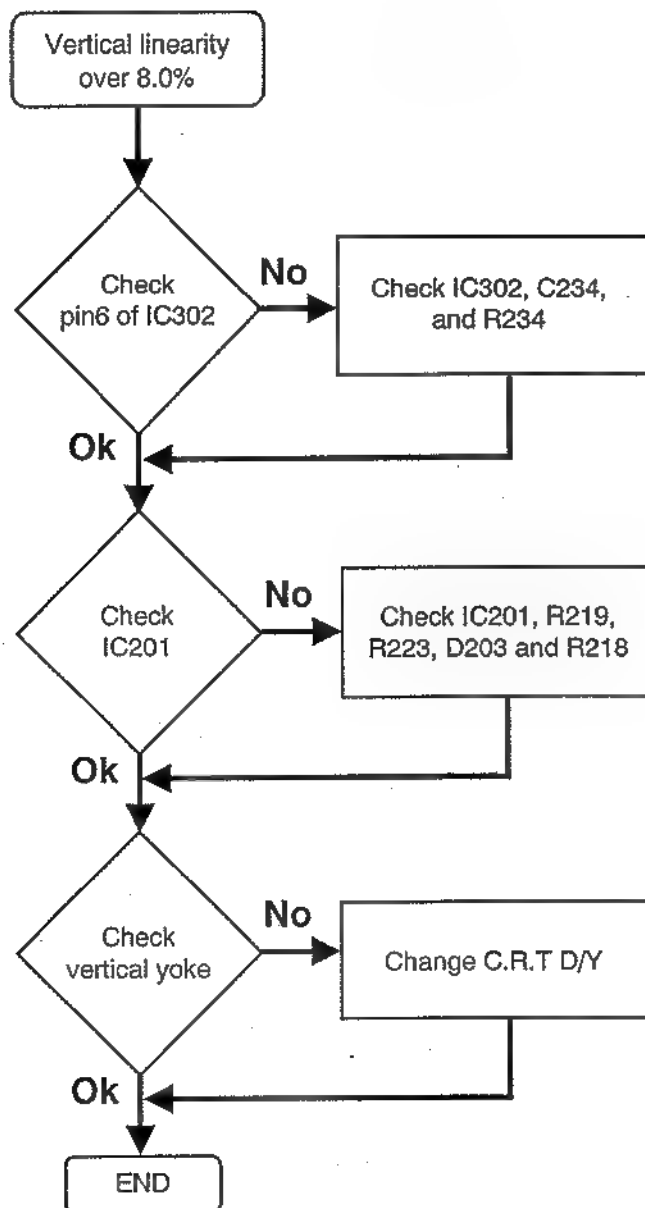 Vertical linearity
over 8.0%
Check
pin6 of IC302
No
Check IC302, C234,
and R234
Ok
Check
IC201
No
Check IC201, R219,
R223, D203 and R218
Ok
Check
vertical yoke
No
Change C.R.T D/Y
Ok
END